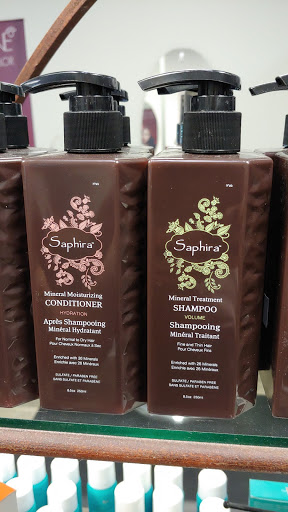 Saphira
Mineral Moisturizing
CONDITIONER
HYDRATION
Après Shampooing
Minéral Hydratant
For Normal to Dry Hair
Pour Cheveux Normaux à Sec
Enriched with 26 Minerals
Enrichie avec 26 Minéraux
SULFATE / PARABEN FREE
SANS SULFATE ET PARABÈNE
Saphira
Mineral Treatment
SHAMPOO
VOLUME
Shampooing
Minéral Traitant
Fine and Thin Hair
Pour Cheveux Fins
Enriched with 26 Minerals
Enrichie avec 26 Minéraux
SULFATE / PARABEN FREE
SANS SULFATE ET PARABÈNE